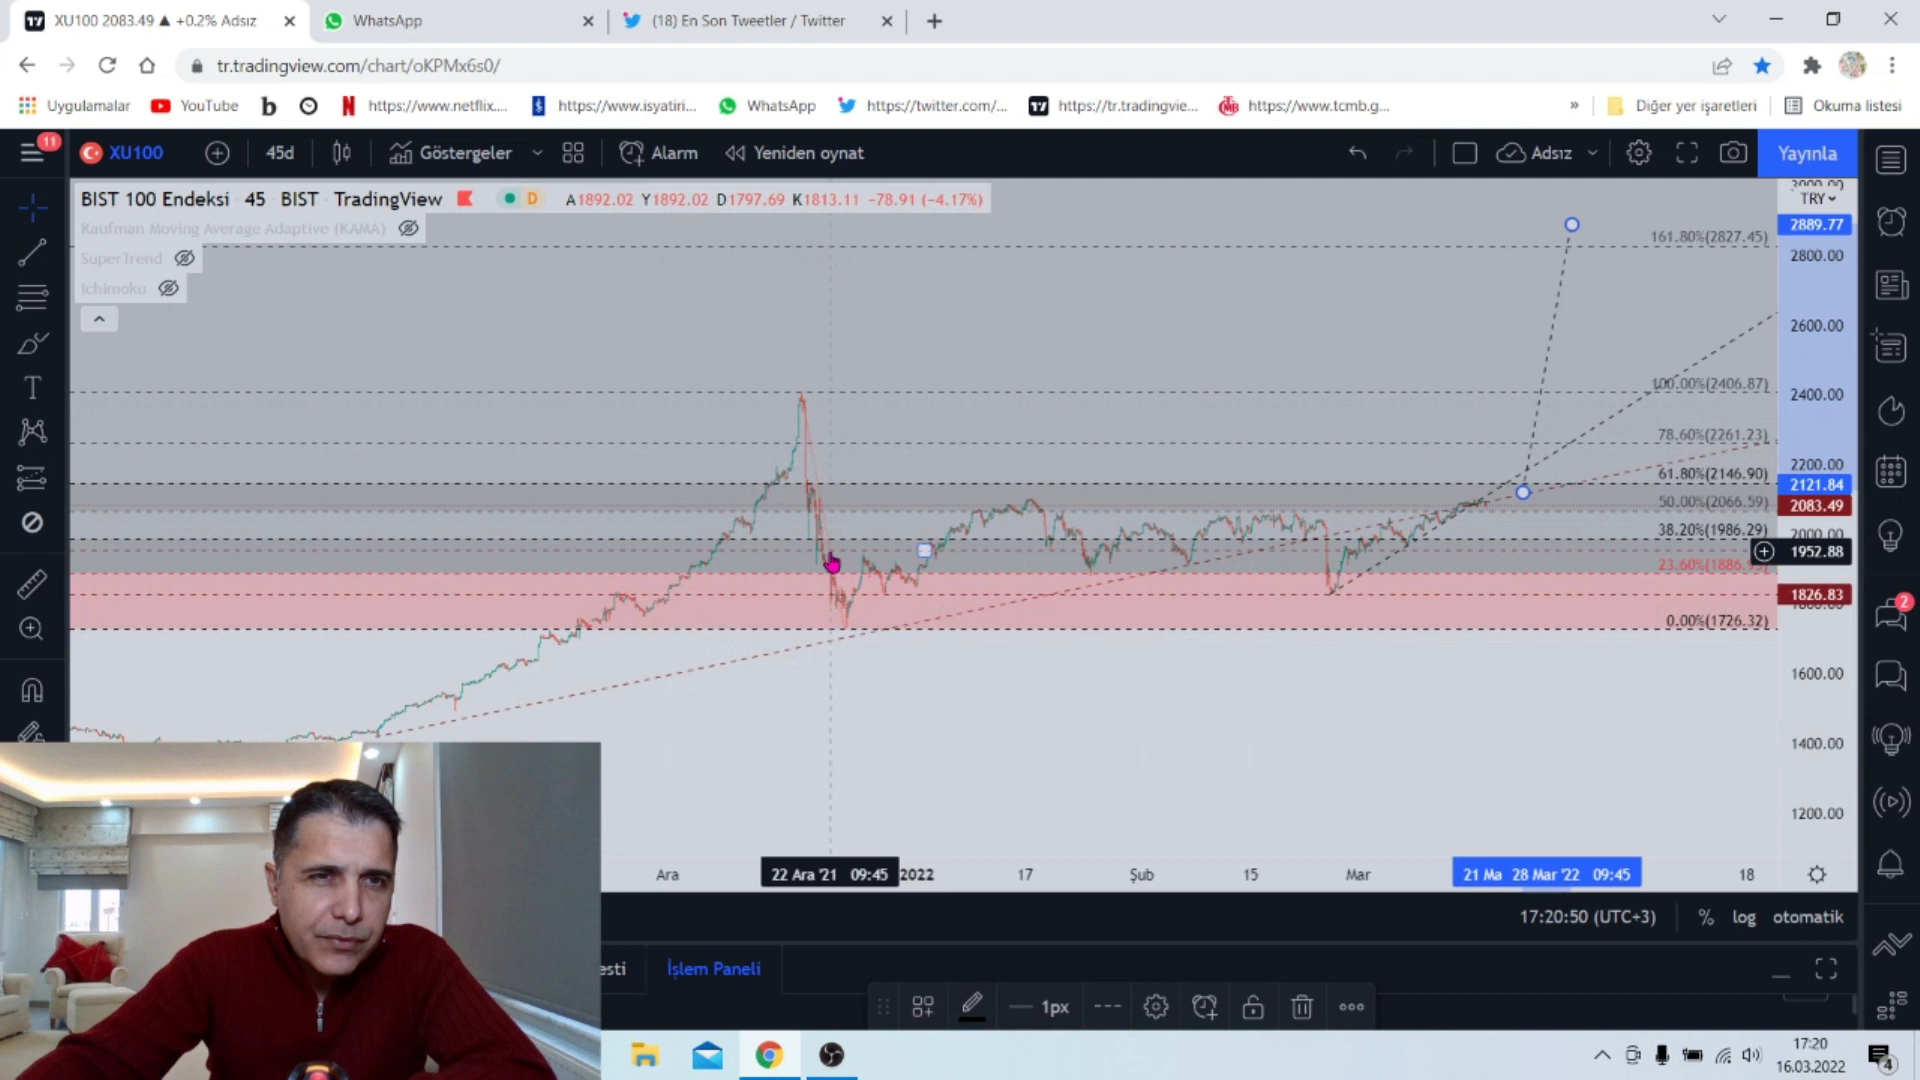 XU100 2083.49 ▲ +0.2% Adsız
WhatsApp
(18) En Son Tweetler / Twitter
tr.tradingview.com/chart/oKPMx6s0/
Uygulamalar
YouTube
b
N
https://www.netflix....
https://www.isyatiri...
WhatsApp
https://twitter.com/...
https://tr.tradingvie...
https://www.tcmb.g...
»
Diğer yer işaretleri
Okuma listesi
11
XU100
45d
Göstergeler
Alarm
Yeniden oynat
Adsız
Yayınla
BIST 100 Endeksi 45 BIST TradingView
D
A1892.02 Y1892.02 D1797.69 K1813.11 −78.91 (−4.17%)
TRY
Kaufman Moving Average Adaptive (KAMA)
SuperTrend
Ichimoku
2889.77
161.80%(2827.45)
2800.00
2600.00
100.00%(2406.87)
2400.00
78.60%(2261.23)
2200.00
61.80%(2146.90)
2121.84
50.00%(2066.59)
2083.49
38.20%(1986.29)
1952.88
1826.83
0.00%(1726.32)
1600.00
1400.00
1200.00
2
T
Ara
22 Ara '21 09:45
2022
17
Şub
15
Mar
21 Ma 28 Mar '22 09:45
18
17:20:50 (UTC+3)
%
log
otomatik
esti
İşlem Paneli
1px
17:20
16.03.2022
4